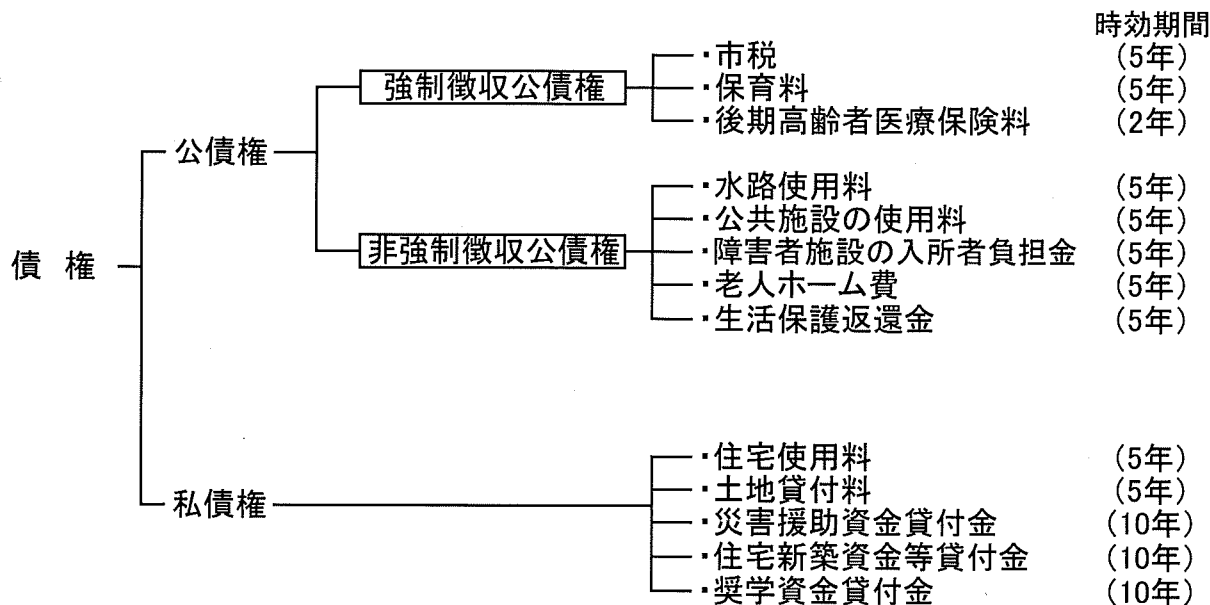 時効期間
・市税 (5年)
強制徴収公債権 ・保育料 (5年)
・後期高齢者医療保険料 (2年)
公債権
・水路使用料 (5年)
・公共施設の使用料 (5年)
債権 非強制徴収公債権 ・障害者施設の入所者負担金 (5年)
・老人ホーム費 (5年)
・生活保護返還金 (5年)
・住宅使用料 (5年)
私債権 ・土地貸付料 (5年)
・災害援助資金貸付金 (10年)
・住宅新築資金等貸付金 (10年)
・奨学資金貸付金 (10年)